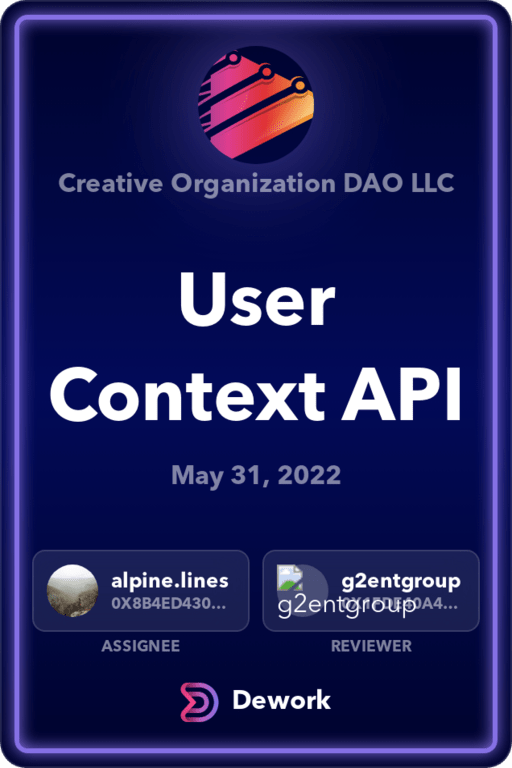 Creative Organization DAO LLC
User
Context API
May 31, 2022
alpine.lines
0X8B4ED430...
g2entgroup
g2entgroup
ASSIGNEE
REVIEWER
Dework